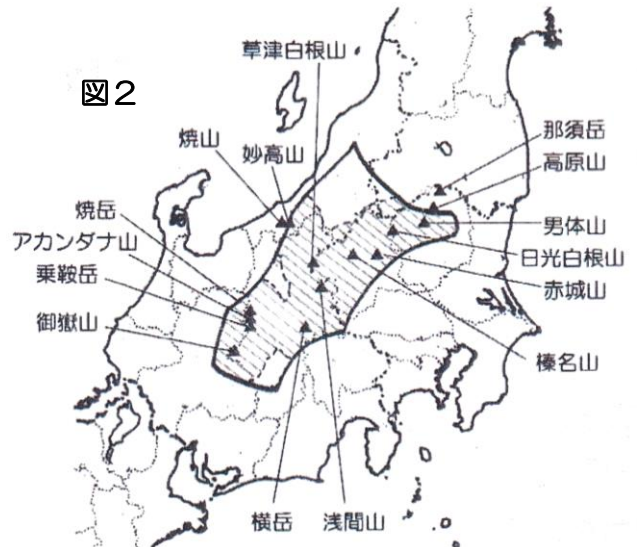 図2
草津白根山
焼山
妙高山
焼岳
アカンダナ山
乗鞍岳
御嶽山
那須岳
高原山
男体山
日光白根山
赤城山
榛名山
横岳
浅間山